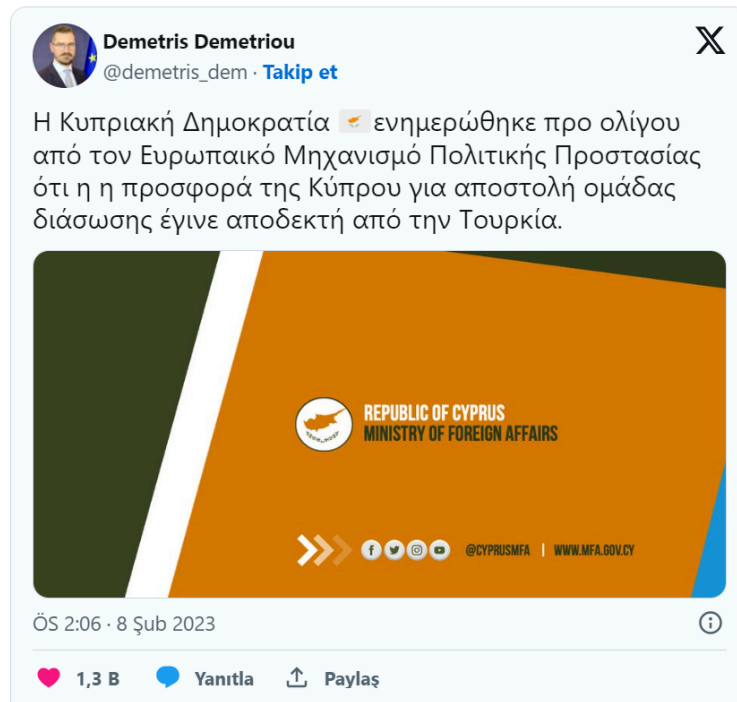 Demetris Demetriou
@demetris_dem · Takip et
Η Κυπριακή Δημοκρατία 🇨🇾 ενημερώθηκε προ ολίγου
από τον Ευρωπαικό Μηχανισμό Πολιτικής Προστασίας
ότι η η προσφορά της Κύπρου για αποστολή ομάδας
διάσωσης έγινε αποδεκτή από την Τουρκία.
REPUBLIC OF CYPRUS
MINISTRY OF FOREIGN AFFAIRS
@CYPRUSMFA | WWW.MFA.GOV.CY
ÖS 2:06 · 8 Şub 2023
1,3 B Yanıtla Paylaş